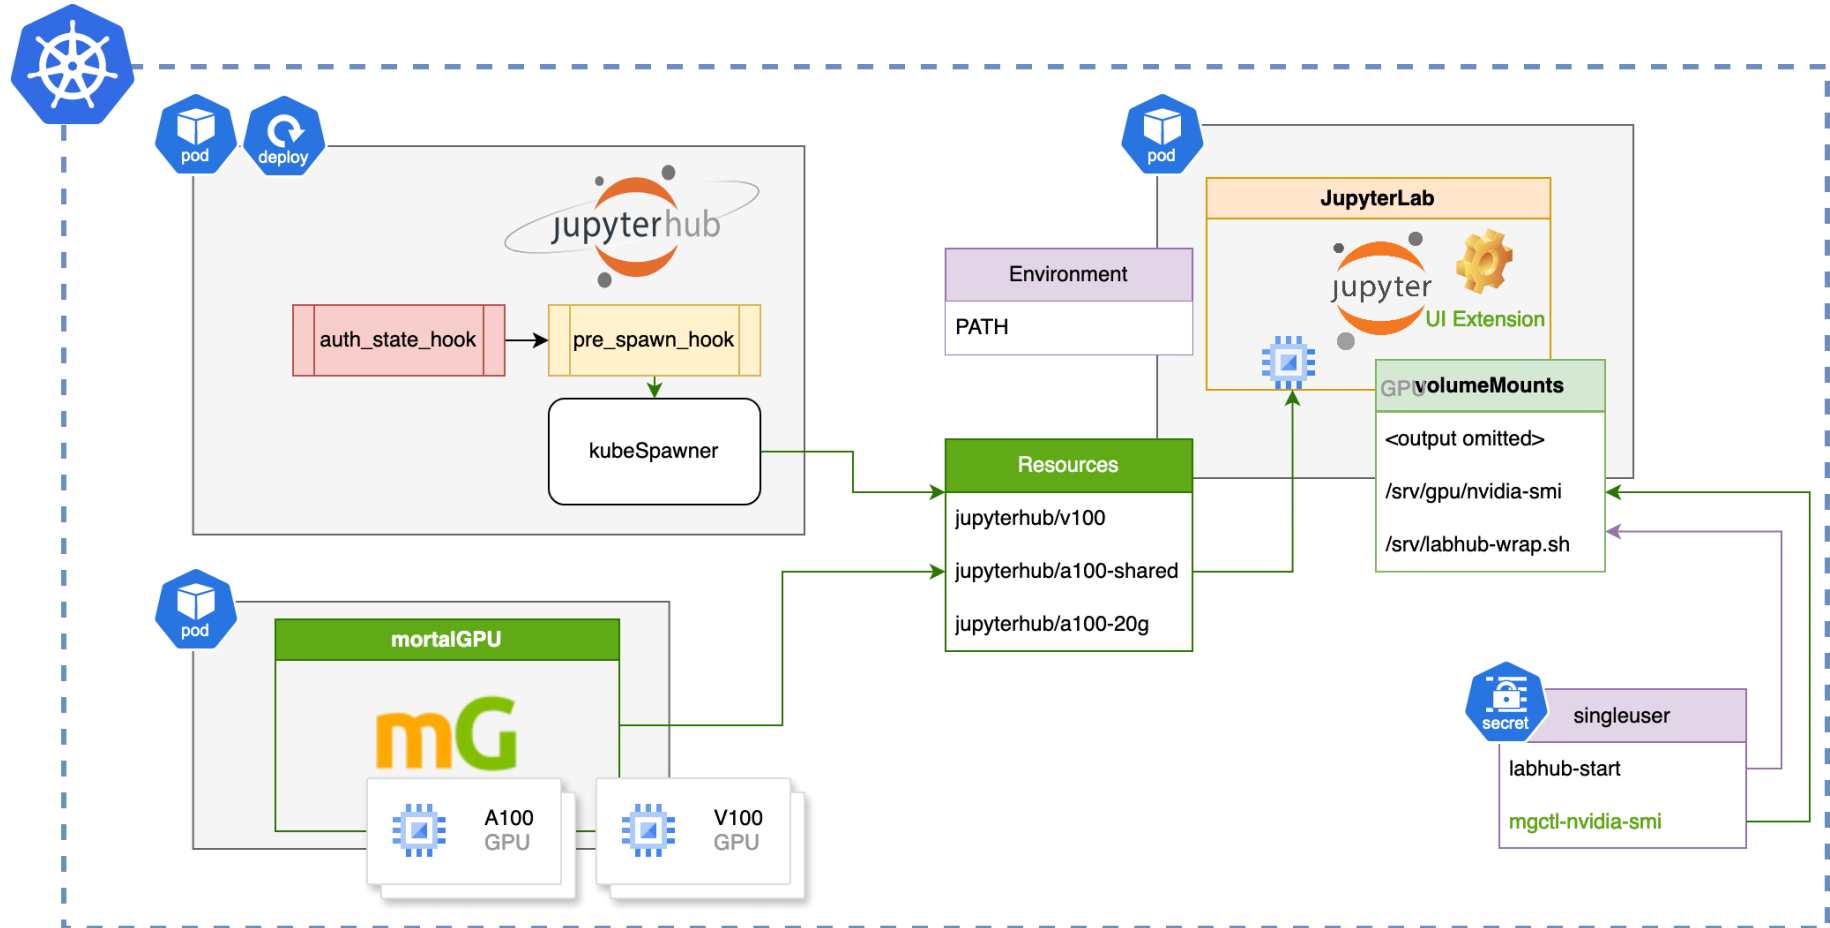 pod
deploy
jupyterhub
auth_state_hook
pre_spawn_hook
kubeSpawner
pod
mortalGPU
mG
A100
GPU
V100
GPU
Environment
PATH
Resources
jupyterhub/v100
jupyterhub/a100-shared
jupyterhub/a100-20g
pod
JupyterLab
jupyter
UI Extension
GPU
volumeMounts
<output omitted>
/srv/gpu/nvidia-smi
/srv/labhub-wrap.sh
secret
singleuser
labhub-start
mgctl-nvidia-smi